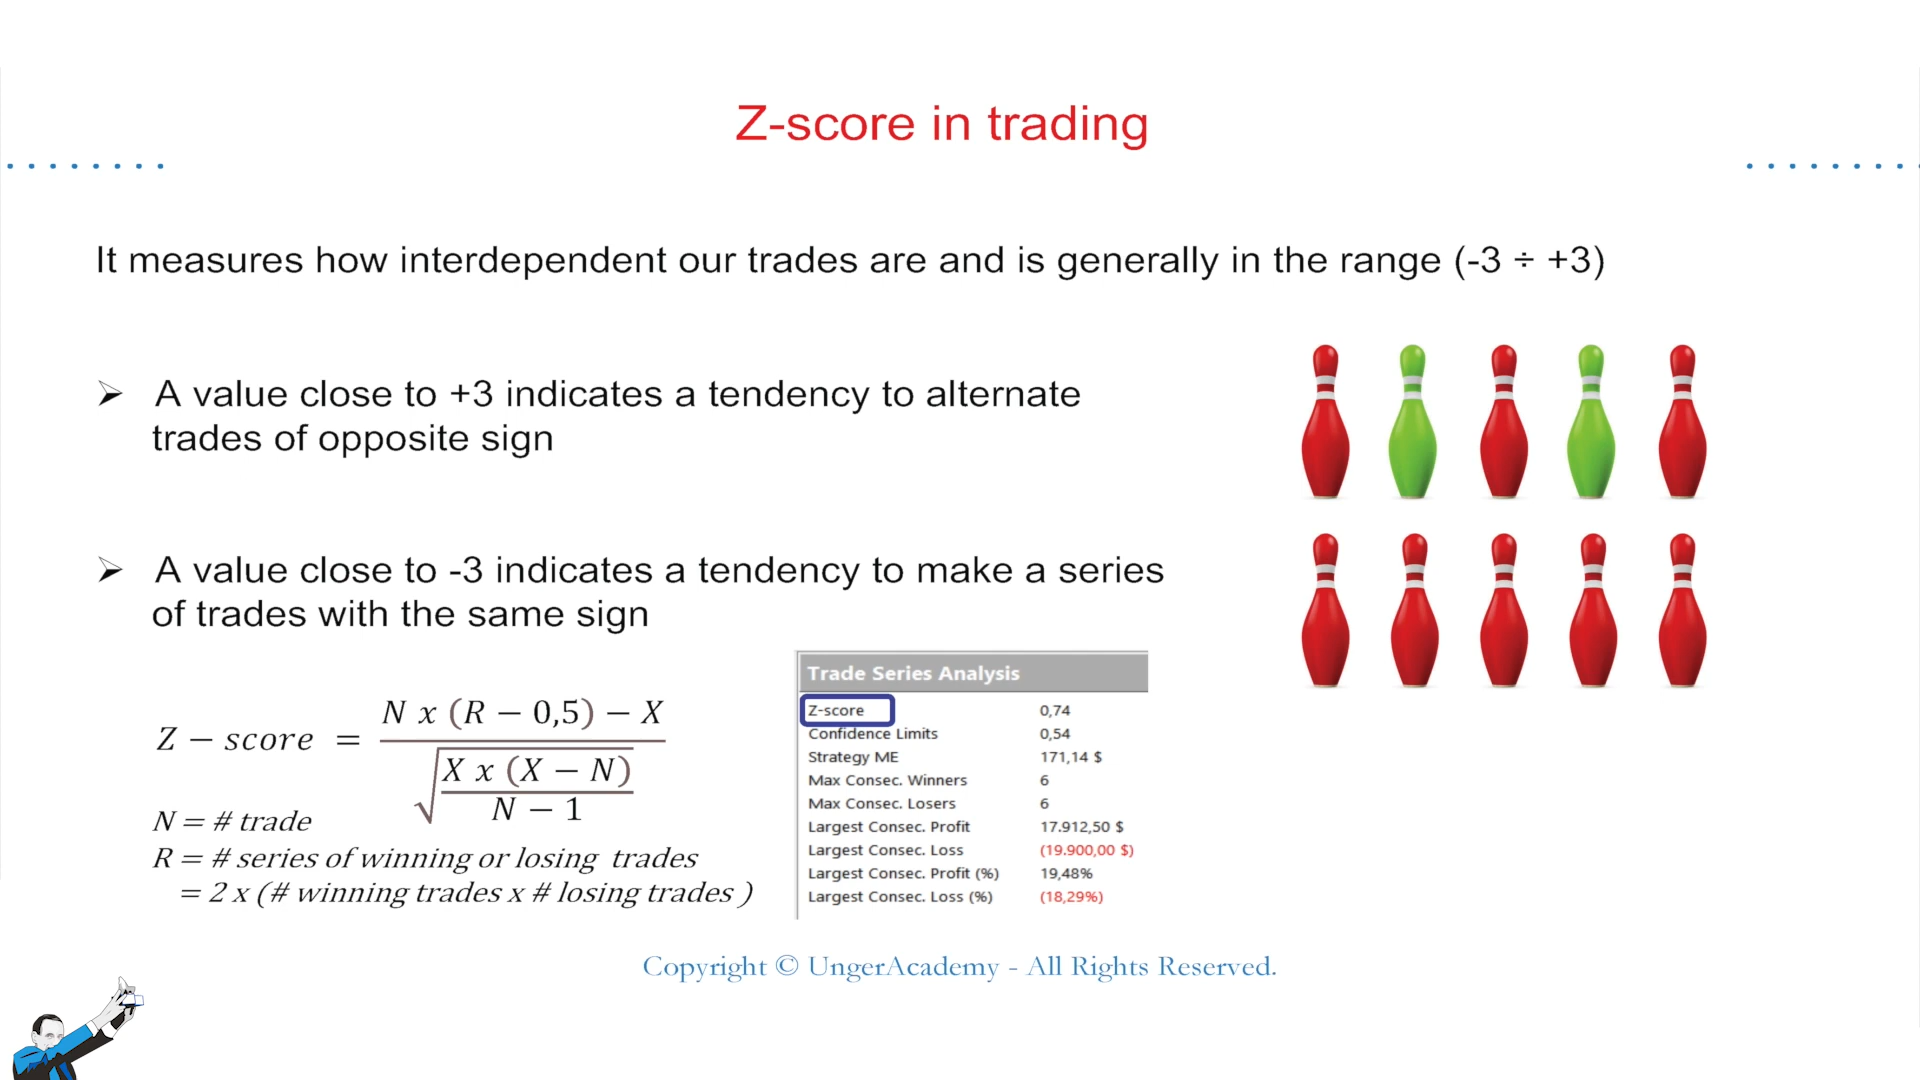 Z-score in trading
It measures how interdependent our trades are and is generally in the range (-3 ÷ +3)
➢ A value close to +3 indicates a tendency to alternate
trades of opposite sign
➢ A value close to -3 indicates a tendency to make a series
of trades with the same sign
N x (R − 0,5) − X
Z − score =
√ X x (X − N)
N − 1
N = # trade
R = # series of winning or losing trades
= 2 x (# winning trades x # losing trades )
Trade Series Analysis
Z-score 0,74
Confidence Limits 0,54
Strategy ME 171,14 $
Max Consec. Winners 6
Max Consec. Losers 6
Largest Consec. Profit 17.912,50 $
Largest Consec. Loss (19.900,00 $)
Largest Consec. Profit (%) 19,48%
Largest Consec. Loss (%) (18,29%)
Copyright © UngerAcademy - All Rights Reserved.